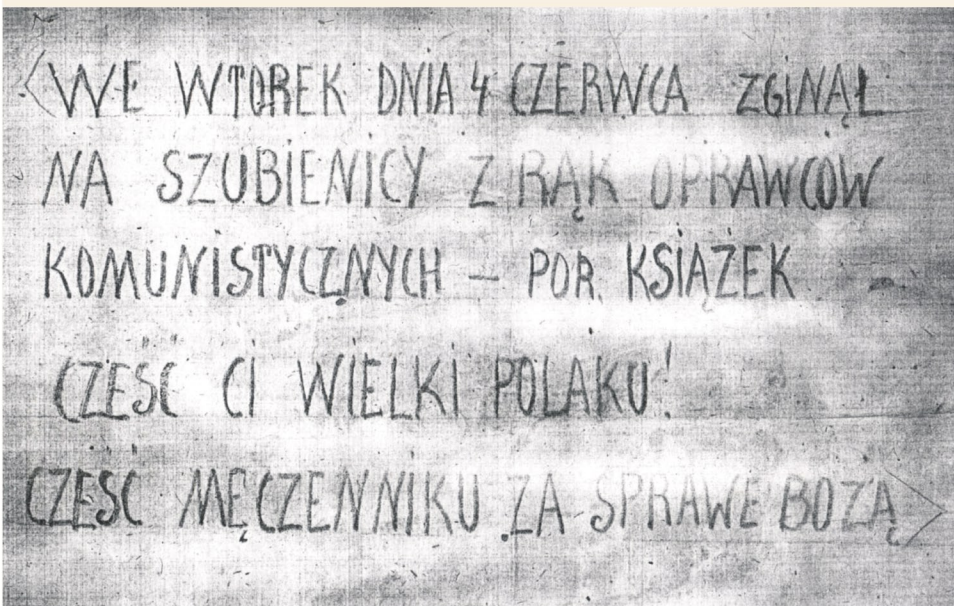 WE WTOREK DNIA 4 CZERWCA ZGINĄŁ
NA SZUBIENICY Z RĄK OPRAWCÓW
KOMUNISTYCZNYCH – POR. KSIĄŻEK
CZEŚĆ CI WIELKI POLAKU!
CZEŚĆ MĘCZENNIKU ZA SPRAWĘ BOŻĄ